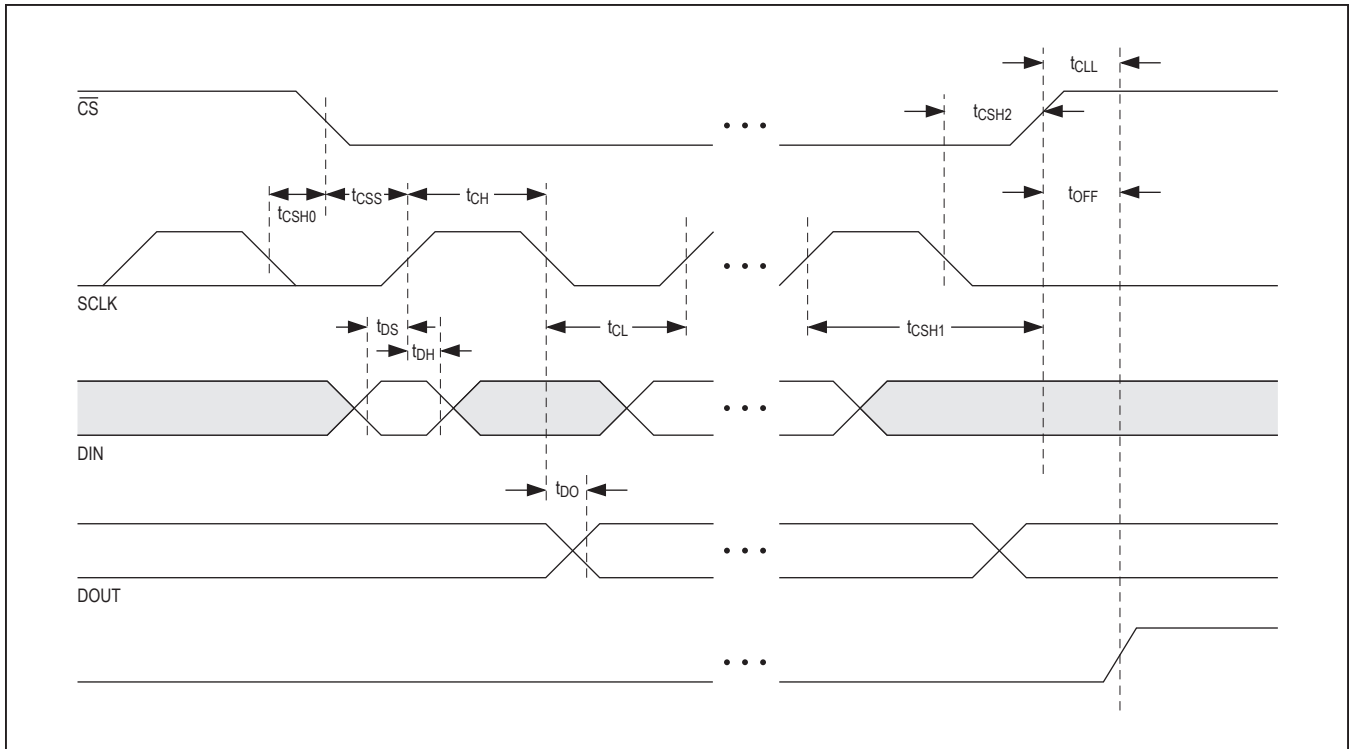 tCLL
CS
tCSH2
tCSS
tCH
tOFF
tCSH0
SCLK
tDS
tCL
tCSH1
tDH
DIN
tDO
DOUT